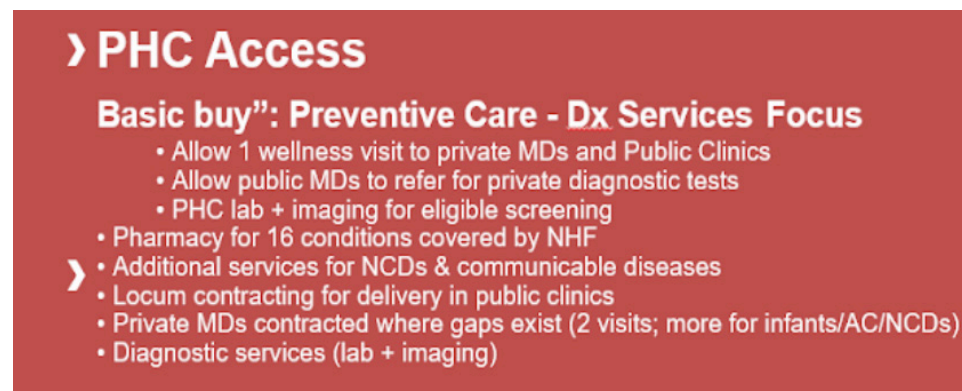 ❯ PHC Access
Basic buy”: Preventive Care - Dx Services Focus
• Allow 1 wellness visit to private MDs and Public Clinics
• Allow public MDs to refer for private diagnostic tests
• PHC lab + imaging for eligible screening
• Pharmacy for 16 conditions covered by NHF
❯ • Additional services for NCDs & communicable diseases
• Locum contracting for delivery in public clinics
• Private MDs contracted where gaps exist (2 visits; more for infants/AC/NCDs)
• Diagnostic services (lab + imaging)